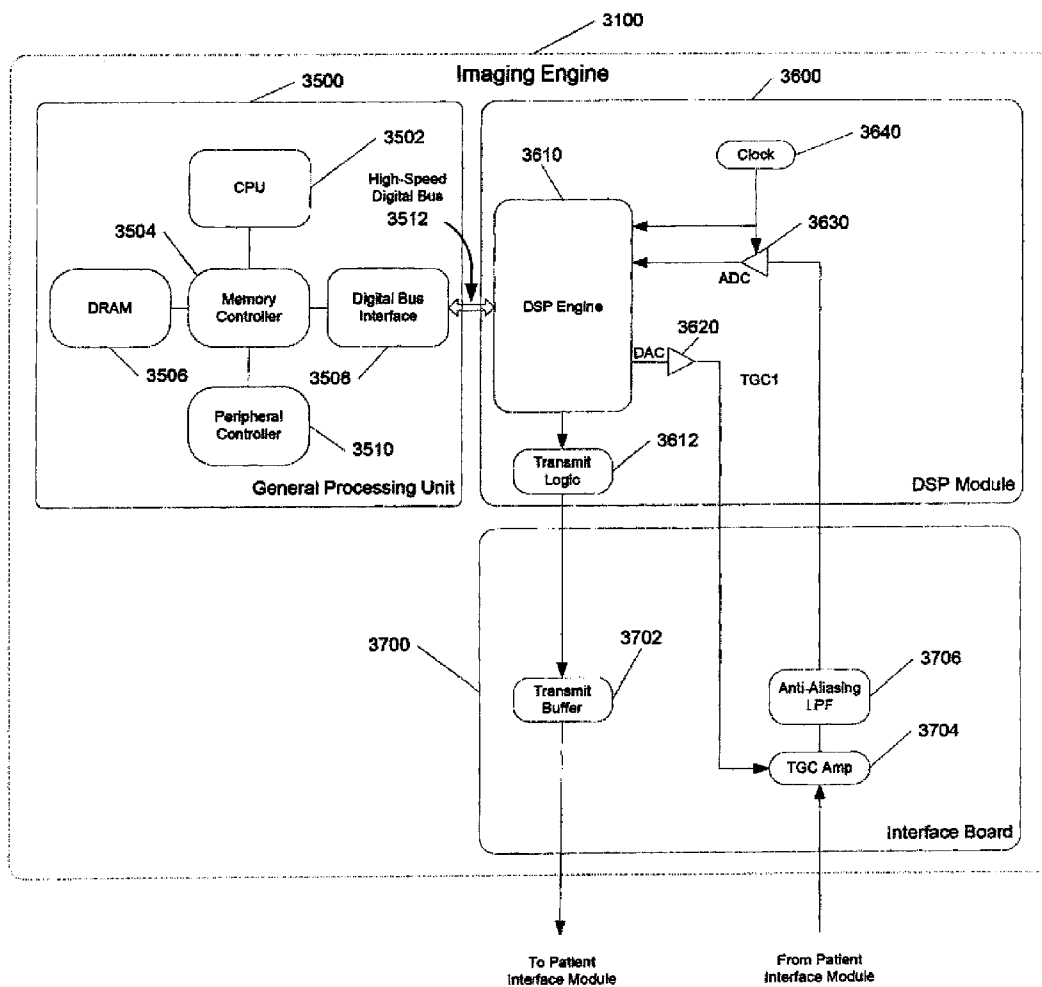 3100
Imaging Engine
3500
3600
3502
3640
Clock
CPU
High-Speed
Digital Bus
3512
3610
3504
3630
ADC
DRAM
Memory
Controller
Digital Bus
Interface
DSP Engine
3620
DAC
TGC1
3506
3508
Peripheral
Controller
3510
3612
Transmit
Logic
General Processing Unit
DSP Module
3700
3702
3706
Transmit
Buffer
Anti-Aliasing
LPF
3704
TGC Amp
Interface Board
To Patient
Interface Module
From Patient
Interface Module